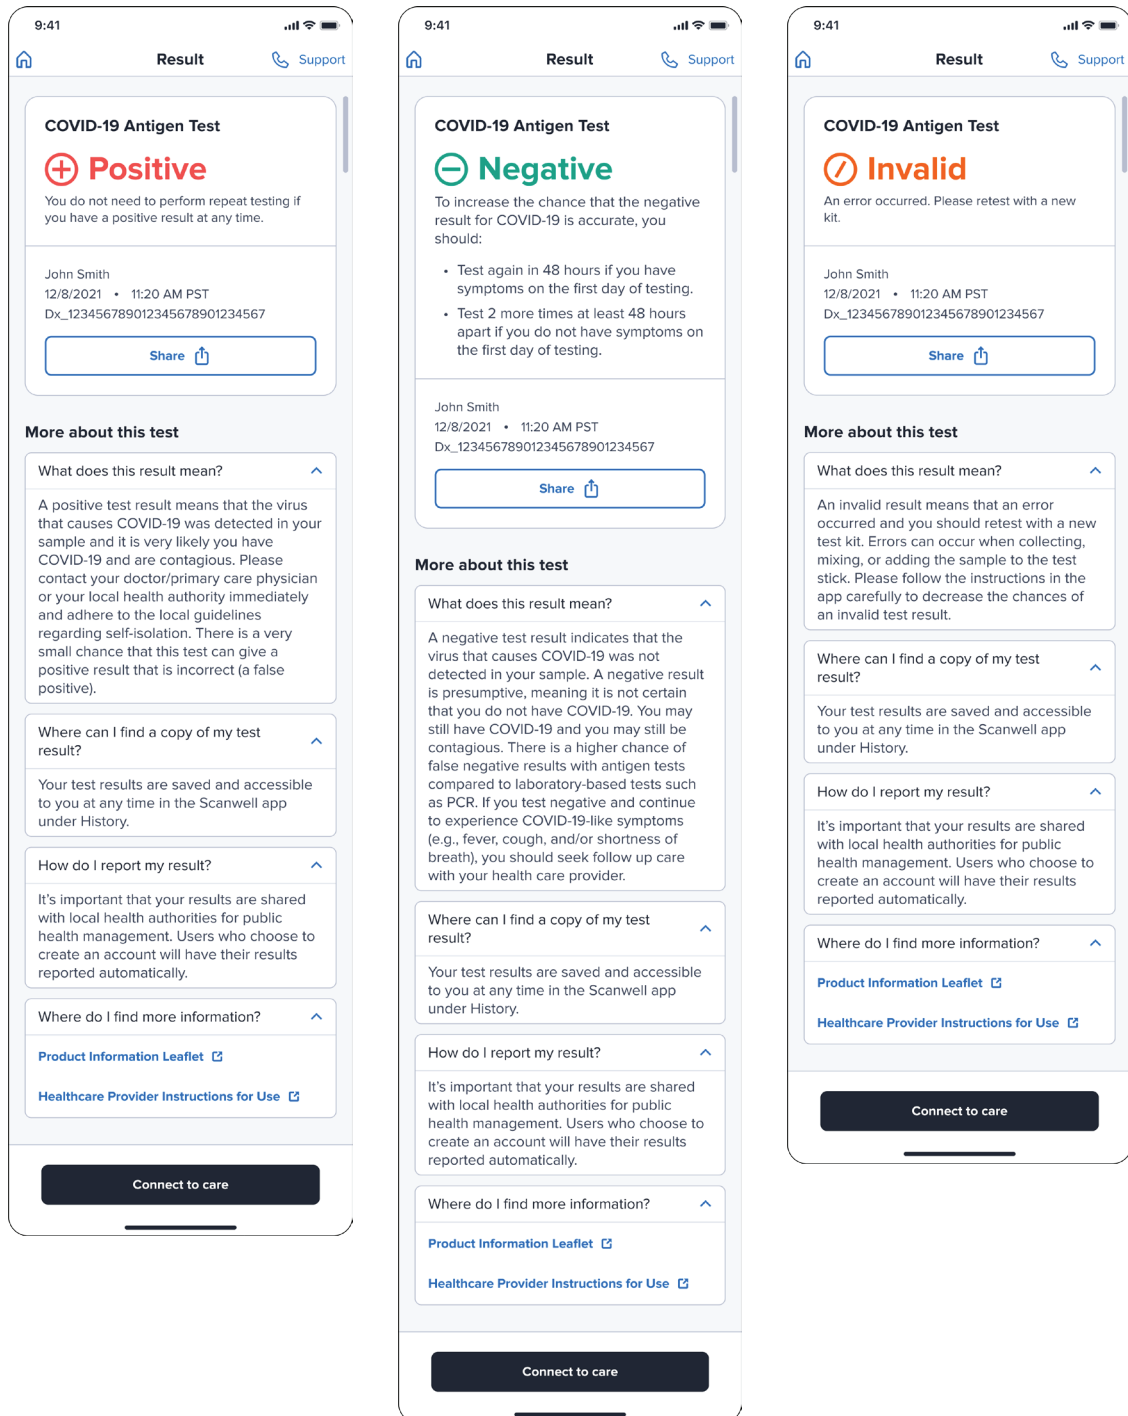 9:41
Result
Support
COVID-19 Antigen Test
Positive
You do not need to perform repeat testing if
you have a positive result at any time.
John Smith
12/8/2021 • 11:20 AM PST
Dx_123456789012345678901234567
Share
More about this test
What does this result mean?
A positive test result means that the virus
that causes COVID-19 was detected in your
sample and it is very likely you have
COVID-19 and are contagious. Please
contact your doctor/primary care physician
or your local health authority immediately
and adhere to the local guidelines
regarding self-isolation. There is a very
small chance that this test can give a
positive result that is incorrect (a false
positive).
Where can I find a copy of my test
result?
Your test results are saved and accessible
to you at any time in the Scanwell app
under History.
How do I report my result?
It's important that your results are shared
with local health authorities for public
health management. Users who choose to
create an account will have their results
reported automatically.
Where do I find more information?
Product Information Leaflet
Healthcare Provider Instructions for Use
Connect to care
9:41
Result
Support
COVID-19 Antigen Test
Negative
To increase the chance that the negative
result for COVID-19 is accurate, you
should:
• Test again in 48 hours if you have
symptoms on the first day of testing.
• Test 2 more times at least 48 hours
apart if you do not have symptoms on
the first day of testing.
John Smith
12/8/2021 • 11:20 AM PST
Dx_123456789012345678901234567
Share
More about this test
What does this result mean?
A negative test result indicates that the
virus that causes COVID-19 was not
detected in your sample. A negative result
is presumptive, meaning it is not certain
that you do not have COVID-19. You may
still have COVID-19 and you may still be
contagious. There is a higher chance of
false negative results with antigen tests
compared to laboratory-based tests such
as PCR. If you test negative and continue
to experience COVID-19-like symptoms
(e.g., fever, cough, and/or shortness of
breath), you should seek follow up care
with your health care provider.
Where can I find a copy of my test
result?
Your test results are saved and accessible
to you at any time in the Scanwell app
under History.
How do I report my result?
It's important that your results are shared
with local health authorities for public
health management. Users who choose to
create an account will have their results
reported automatically.
Where do I find more information?
Product Information Leaflet
Healthcare Provider Instructions for Use
Connect to care
9:41
Result
Support
COVID-19 Antigen Test
Invalid
An error occurred. Please retest with a new
kit.
John Smith
12/8/2021 • 11:20 AM PST
Dx_123456789012345678901234567
Share
More about this test
What does this result mean?
An invalid result means that an error
occurred and you should retest with a new
test kit. Errors can occur when collecting,
mixing, or adding the sample to the test
stick. Please follow the instructions in the
app carefully to decrease the chances of
an invalid test result.
Where can I find a copy of my test
result?
Your test results are saved and accessible
to you at any time in the Scanwell app
under History.
How do I report my result?
It's important that your results are shared
with local health authorities for public
health management. Users who choose to
create an account will have their results
reported automatically.
Where do I find more information?
Product Information Leaflet
Healthcare Provider Instructions for Use
Connect to care